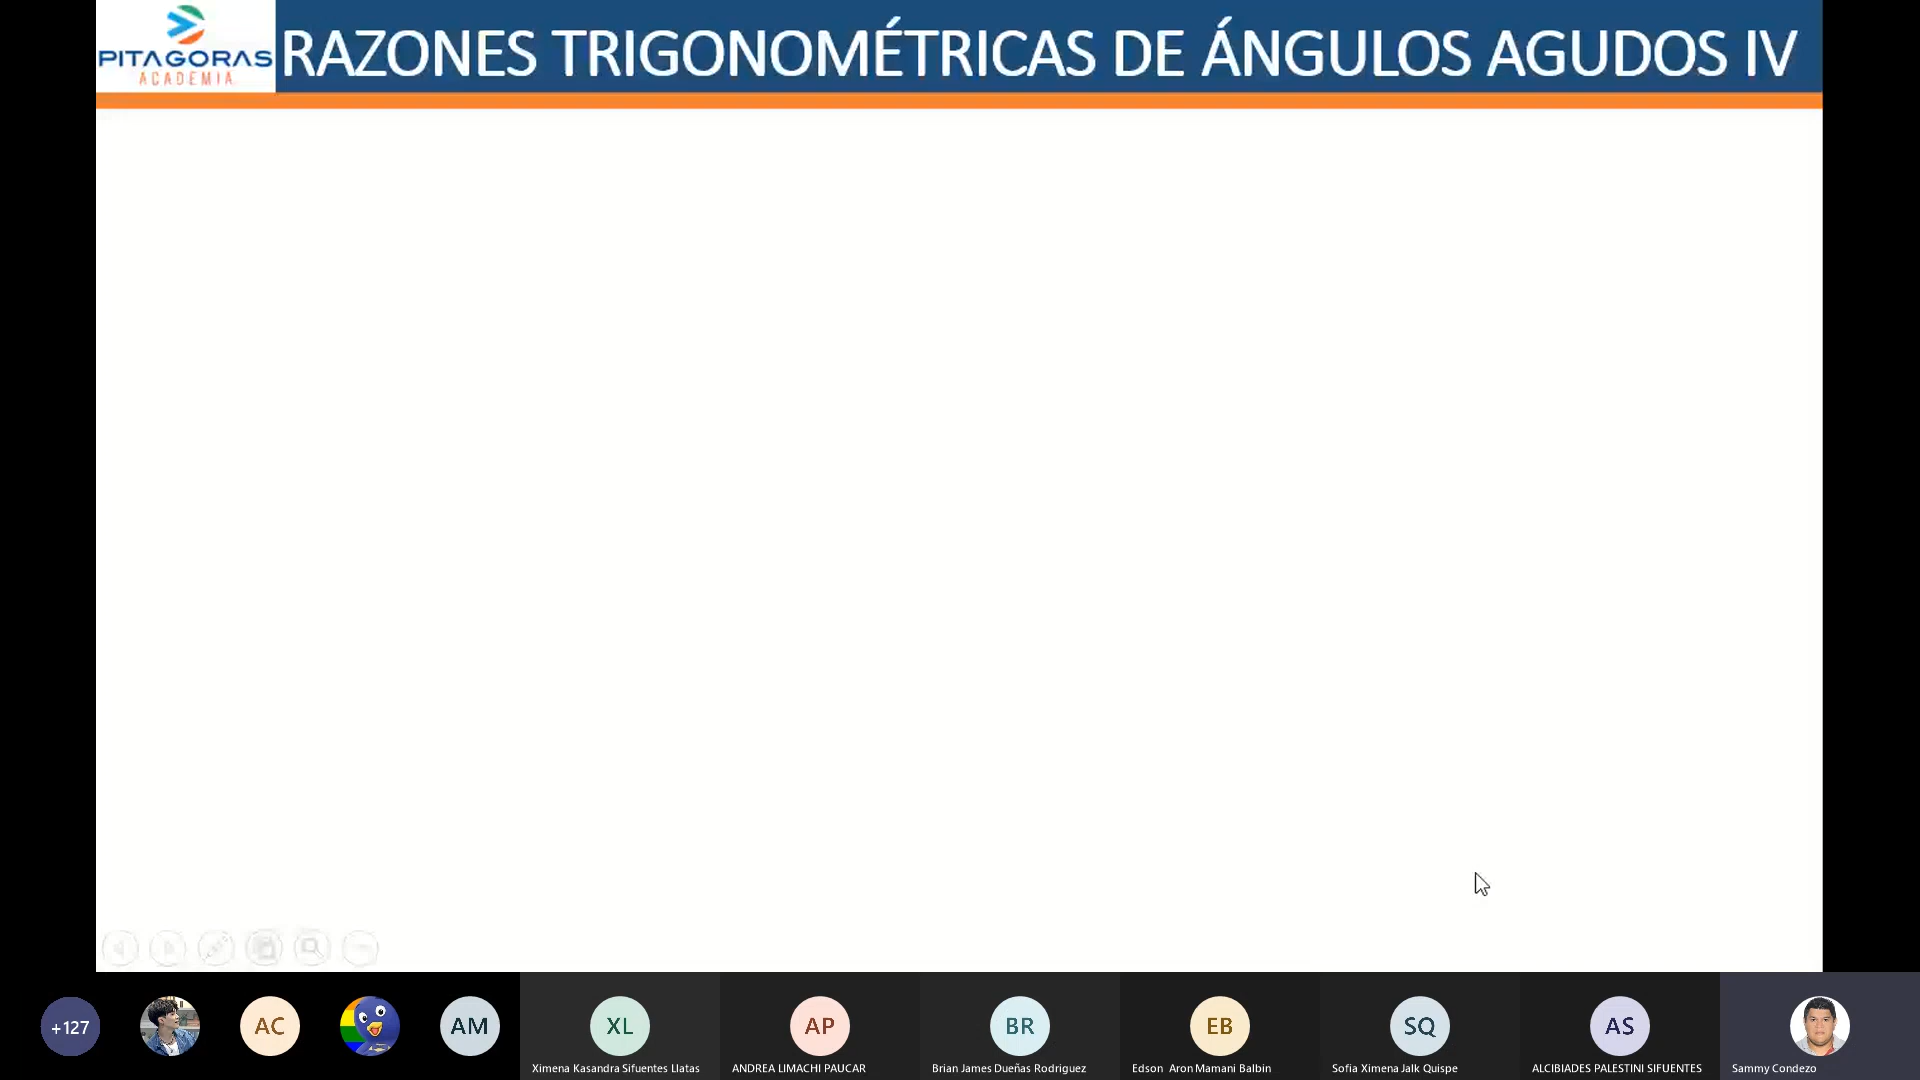 PITAGORAS
ACADEMIA
RAZONES TRIGONOMÉTRICAS DE ÁNGULOS AGUDOS IV
+127
AC
AM
XL
AP
BR
EB
SQ
AS
Ximena Kasandra Sifuentes Llatas
ANDREA LIMACHI PAUCAR
Brian James Dueñas Rodriguez
Edson Aron Mamani Balbin
Sofia Ximena Jalk Quispe
ALCIBIADES PALESTINI SIFUENTES
Sammy Condezo